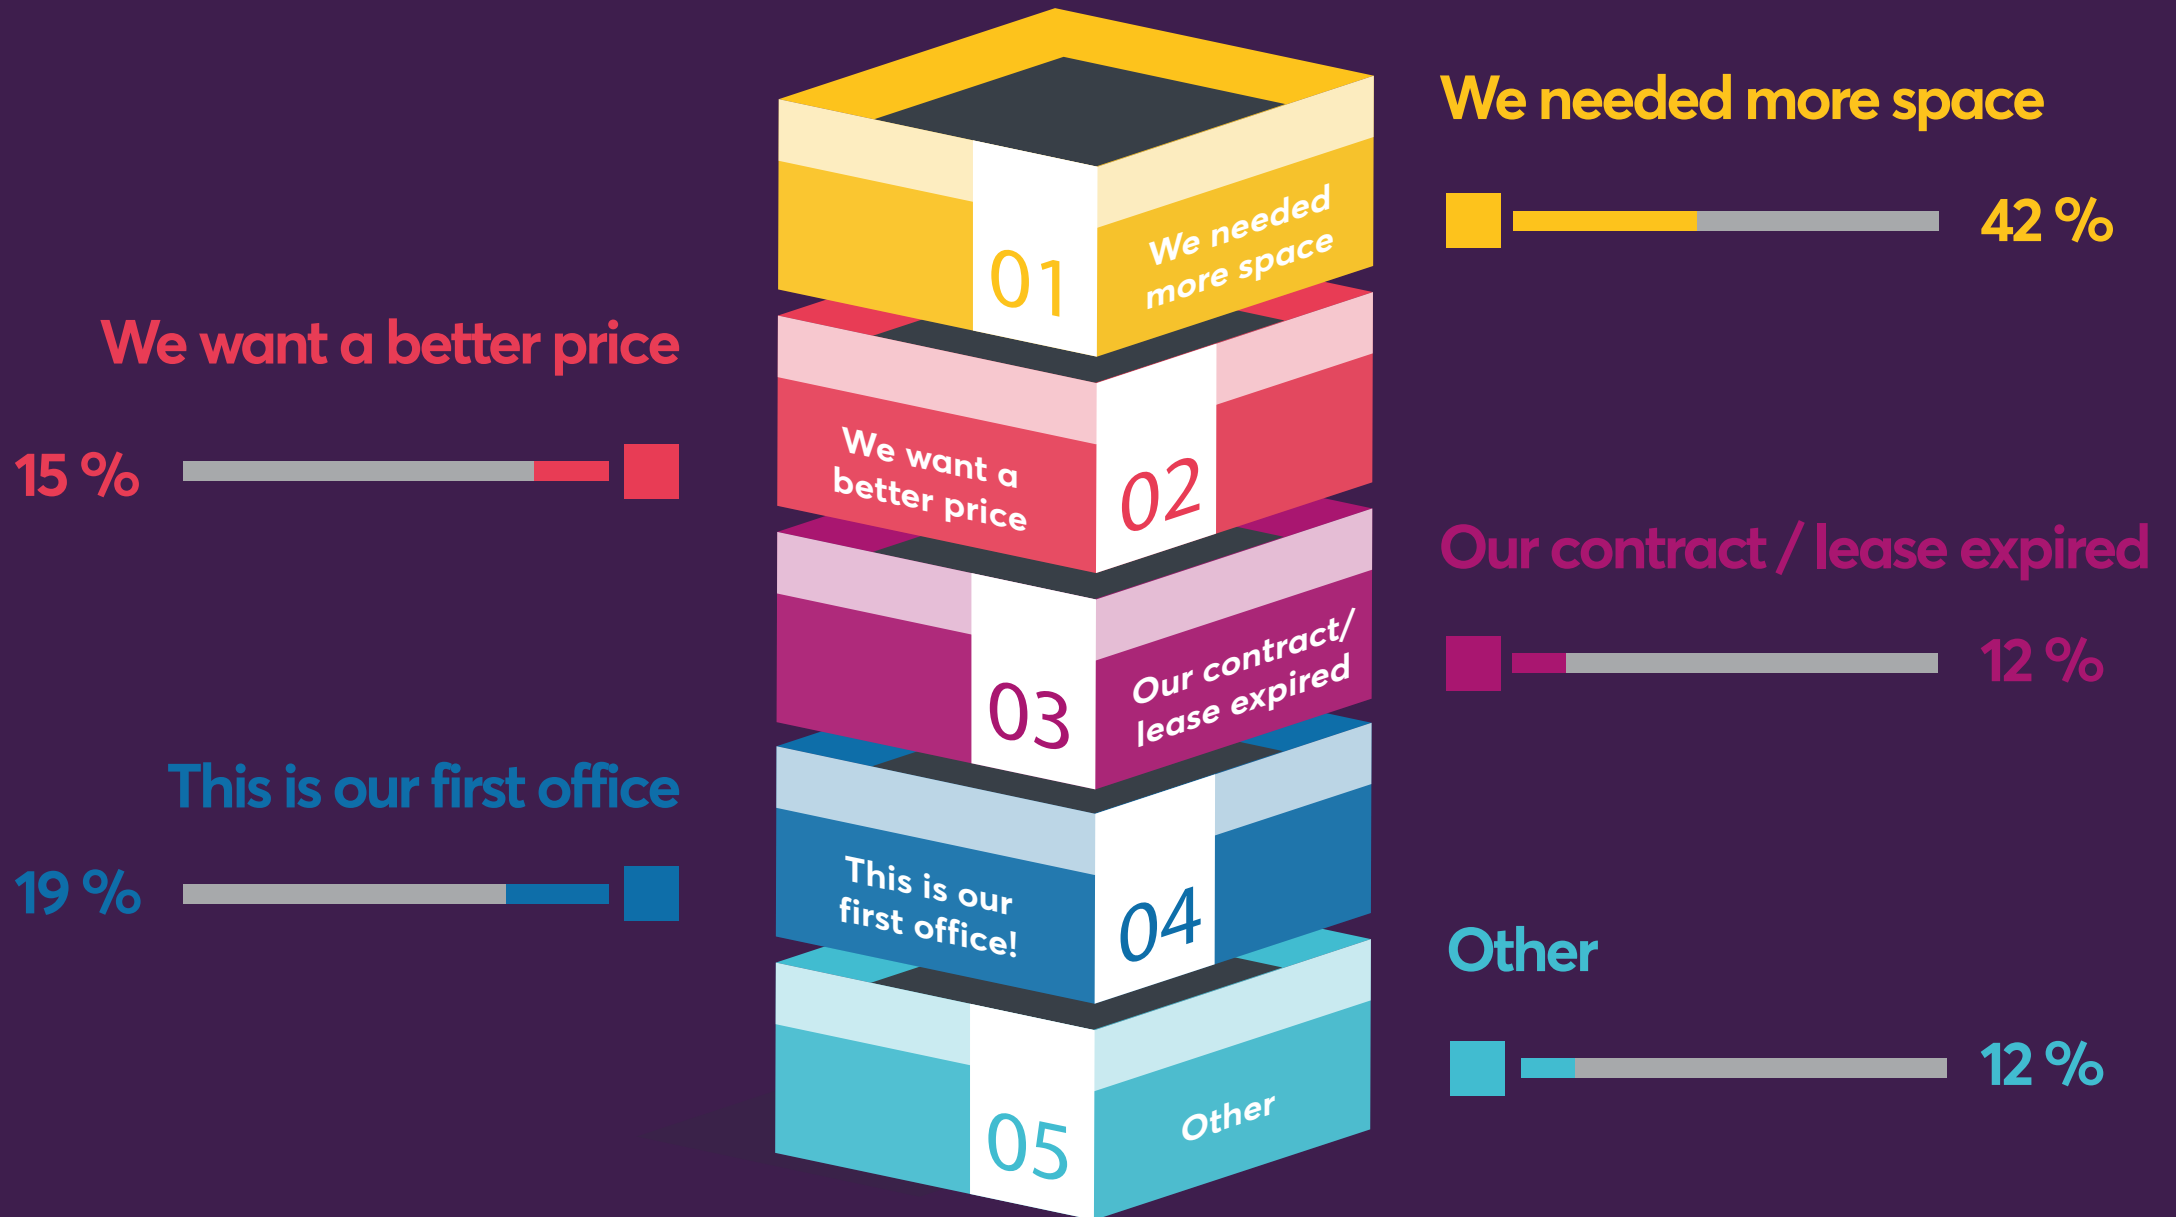 We needed more space
42 %
01
We needed
more space
We want a better price
15 %
We want a
better price
02
Our contract / lease expired
12 %
03
Our contract/
lease expired
This is our first office
19 %
This is our
first office!
04
Other
12 %
05
Other